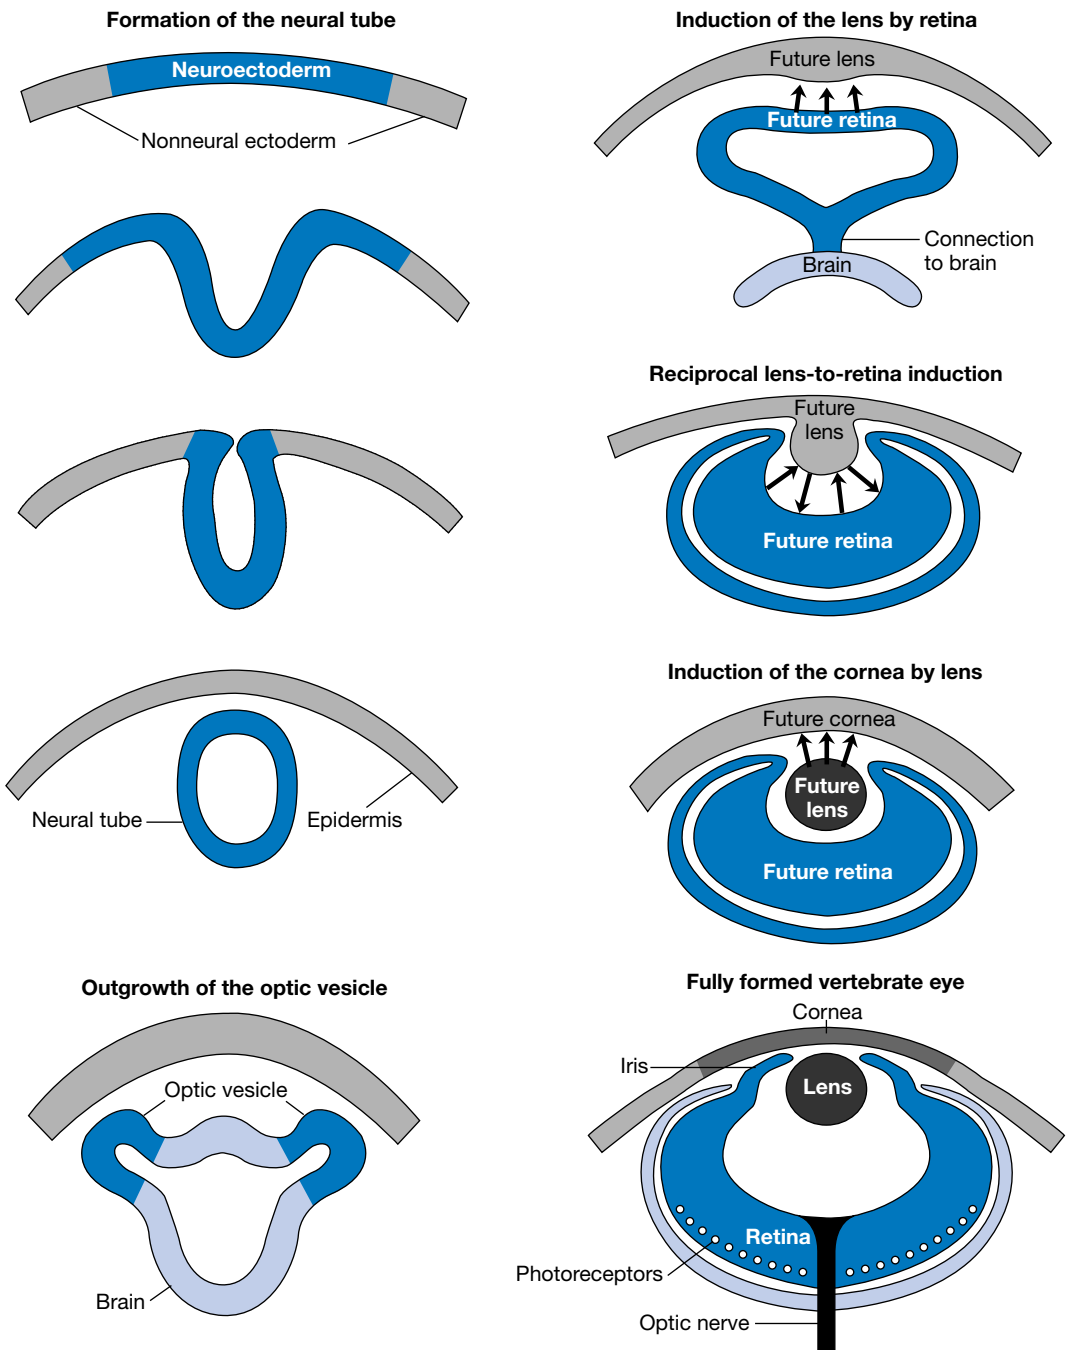 Formation of the neural tube
Neuroectoderm
Nonneural ectoderm
Neural tube
Epidermis
Outgrowth of the optic vesicle
Optic vesicle
Brain
Induction of the lens by retina
Future lens
Future retina
Connection
to brain
Brain
Reciprocal lens-to-retina induction
Future
lens
Future retina
Induction of the cornea by lens
Future cornea
Future
lens
Future retina
Fully formed vertebrate eye
Cornea
Iris
Lens
Retina
Photoreceptors
Optic nerve